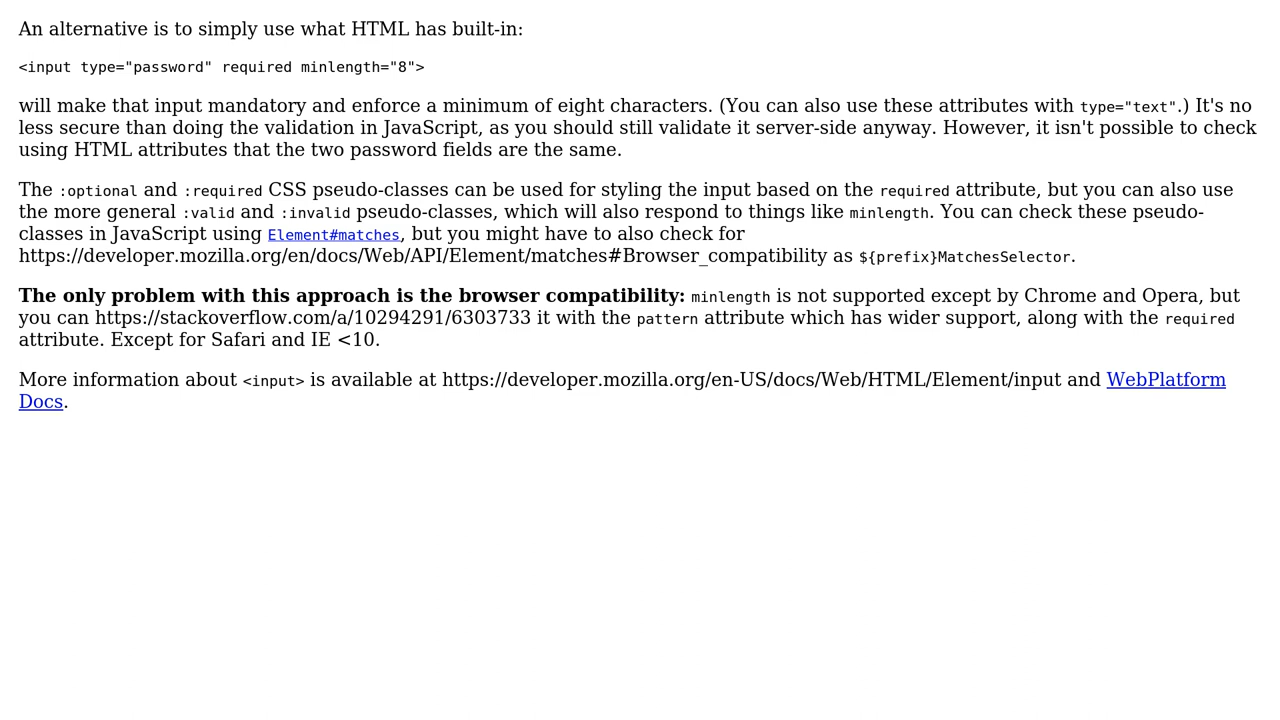 An alternative is to simply use what HTML has built-in:
<input type="password" required minlength="8">
will make that input mandatory and enforce a minimum of eight characters. (You can also use these attributes with type="text".) It's no
less secure than doing the validation in JavaScript, as you should still validate it server-side anyway. However, it isn't possible to check
using HTML attributes that the two password fields are the same.
The :optional and :required CSS pseudo-classes can be used for styling the input based on the required attribute, but you can also use
the more general :valid and :invalid pseudo-classes, which will also respond to things like minlength. You can check these pseudo-
classes in JavaScript using Element#matches, but you might have to also check for
https://developer.mozilla.org/en/docs/Web/API/Element/matches#Browser_compatibility as ${prefix}MatchesSelector.
The only problem with this approach is the browser compatibility: minlength is not supported except by Chrome and Opera, but
you can https://stackoverflow.com/a/10294291/6303733 it with the pattern attribute which has wider support, along with the required
attribute. Except for Safari and IE <10.
More information about <input> is available at https://developer.mozilla.org/en-US/docs/Web/HTML/Element/input and WebPlatform
Docs.